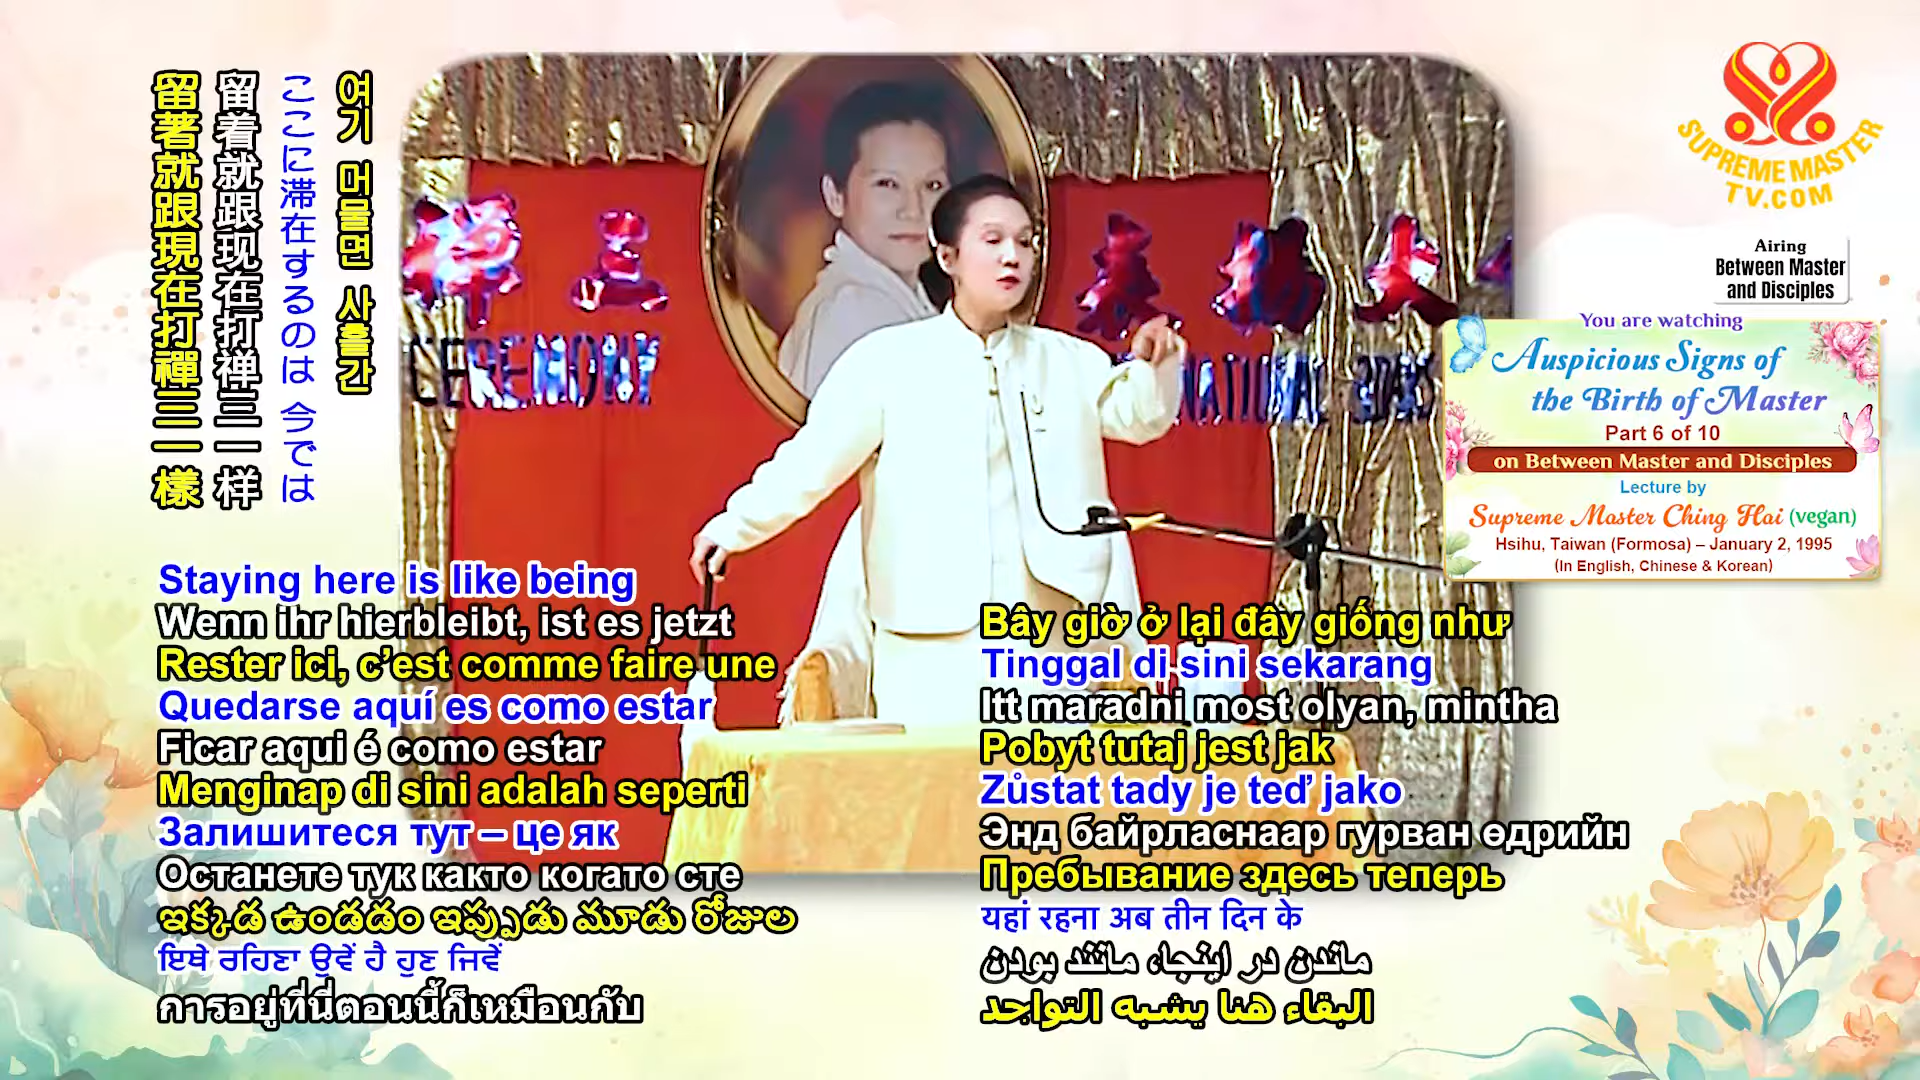 留著就跟現在打禪三一樣
留着就跟现在打禅三一样
ここに滞在するのは 今では
여기 머물면 사흘간
CEREMONY
NATIONAL 3DAYS
SUPREME MASTER
TV.COM
Airing
Between Master
and Disciples
You are watching
Auspicious Signs of
the Birth of Master
Part 6 of 10
on Between Master and Disciples
Lecture by
Supreme Master Ching Hai (vegan)
Hsihu, Taiwan (Formosa) – January 2, 1995
(In English, Chinese & Korean)
Staying here is like being
Wenn ihr hierbleibt, ist es jetzt
Rester ici, c’est comme faire une
Quedarse aquí es como estar
Ficar aqui é como estar
Menginap di sini adalah seperti
Залишитеся тут – це як
Останете тук както когато сте
ఇక్కడ ఉండడం ఇప్పుడు మూడు రోజుల
ਇਥੇ ਰਹਿਣਾ ਉਵੇਂ ਹੈ ਹੁਣ ਜਿਵੇਂ
การอยู่ที่นี่ตอนนี้ก็เหมือนกับ
Bây giờ ở lại đây giống như
Tinggal di sini sekarang
Itt maradni most olyan, mintha
Pobyt tutaj jest jak
Zůstat tady je teď jako
Энд байрласнаар гурван өдрийн
Пребывание здесь теперь
यहां रहना अब तीन दिन के
ماندن در اینجا، مانند بودن
البقاء هنا يشبه التواجد